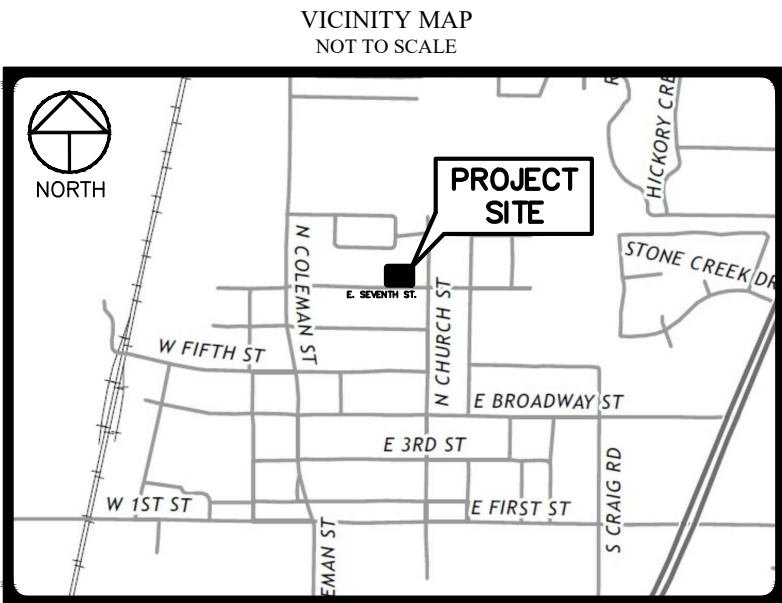 VICINITY MAP
NOT TO SCALE
NORTH
HICKORY CRE
PROJECT
SITE
STONE CREEK DR
N COLEMAN ST
E. SEVENTH ST.
N CHURCH ST
W FIFTH ST
E BROADWAY ST
E 3RD ST
S CRAIG RD
W 1ST ST
E FIRST ST
EMAN ST